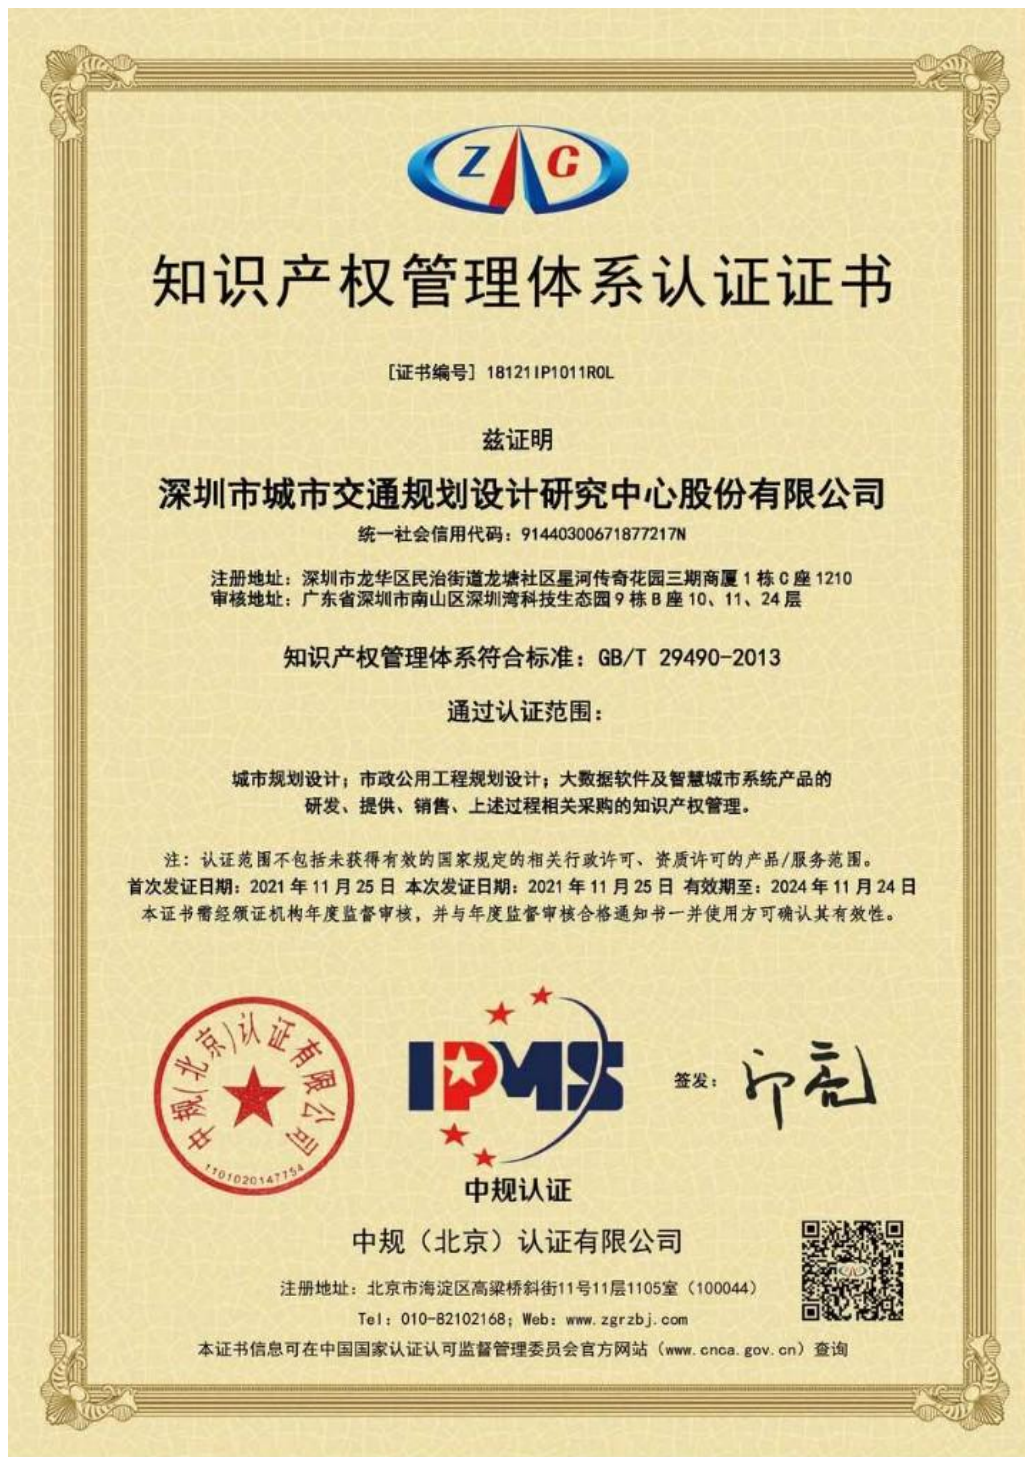 Z G
知识产权管理体系认证证书
[证书编号] 18121IP1011R0L
兹证明
深圳市城市交通规划设计研究中心股份有限公司
统一社会信用代码：91440300671877217N
注册地址：深圳市龙华区民治街道龙塘社区星河传奇花园三期商厦1栋C座1210
审核地址：广东省深圳市南山区深圳湾科技生态园9栋B座10、11、24层
知识产权管理体系符合标准：GB/T 29490-2013
通过认证范围：
城市规划设计；市政公用工程规划设计；大数据软件及智慧城市系统产品的
研发、提供、销售、上述过程相关采购的知识产权管理。
注：认证范围不包括未获得有效的国家规定的相关行政许可、资质许可的产品/服务范围。
首次发证日期：2021年11月25日 本次发证日期：2021年11月25日 有效期至：2024年11月24日
本证书需经颁证机构年度监督审核，并与年度监督审核合格通知书一并使用方可确认其有效性。
中规(北京)认证有限公司
1101020147754
IPMS
签发：
中规认证
中规（北京）认证有限公司
注册地址：北京市海淀区高梁桥斜街11号11层1105室（100044）
Tel：010-82102168；Web：www.zgrzbj.com
本证书信息可在中国国家认证认可监督管理委员会官方网站（www.cnca.gov.cn）查询